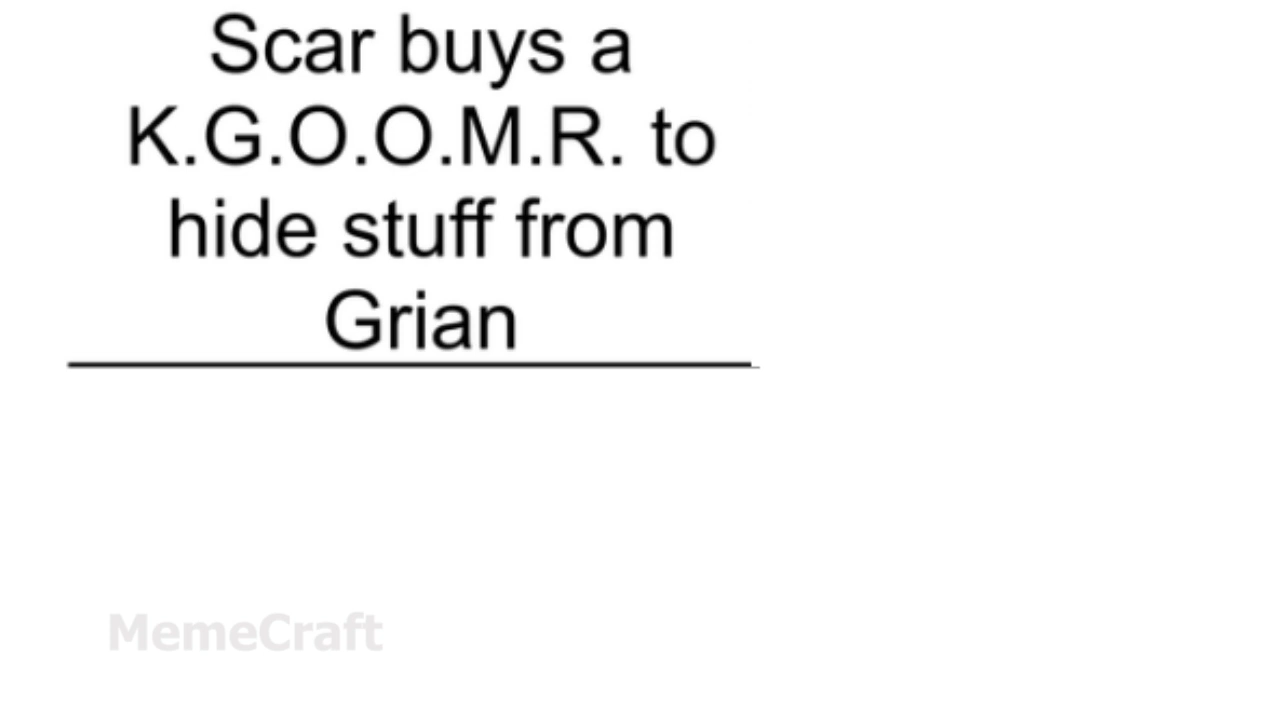 Scar buys a
K.G.O.O.M.R. to
hide stuff from
Grian
MemeCraft